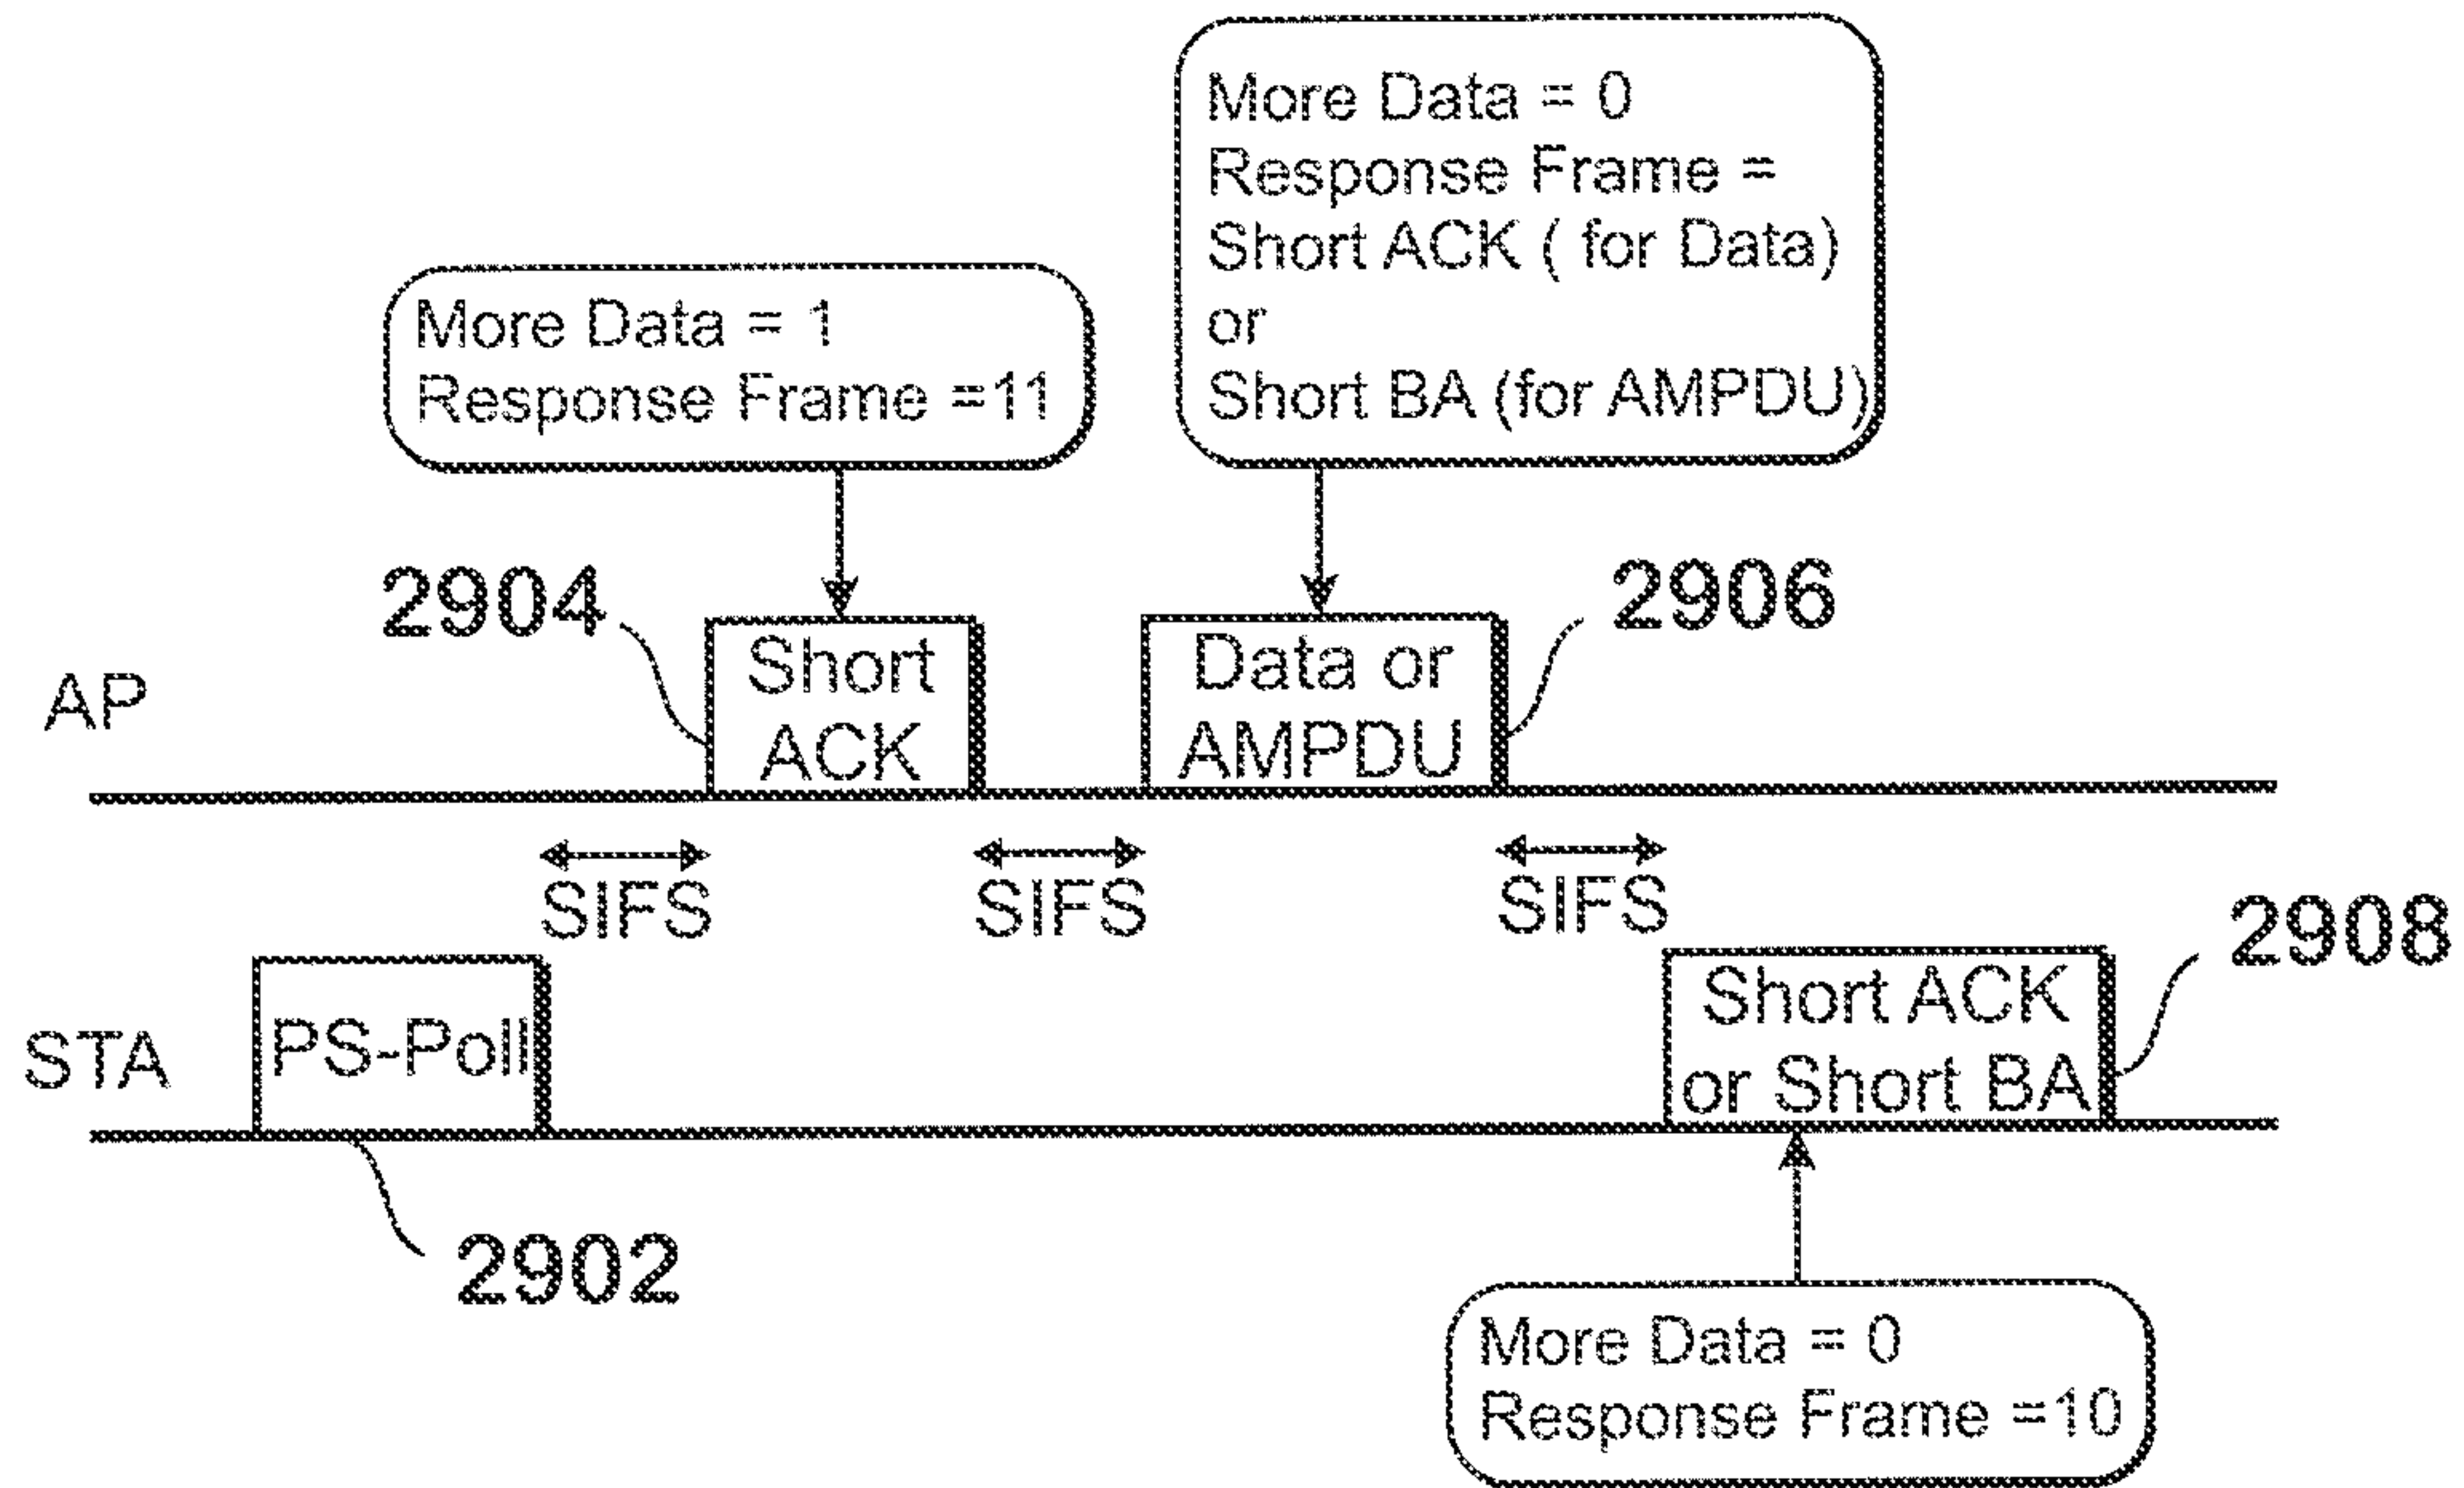 More Data = 0
Response Frame =
Short ACK ( for Data)
or
Short BA (for AMPDU)
More Data = 1
Response Frame =11
2904
2906
AP
Short
ACK
Data or
AMPDU
SIFS
SIFS
SIFS
2908
STA
PS-Poll
Short ACK
or Short BA
2902
More Data = 0
Response Frame =10